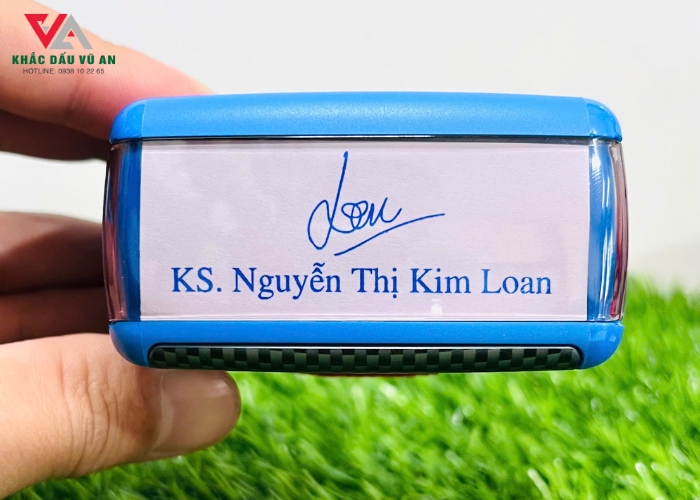 KHẮC DẤU VŨ AN
HOTLINE: 0938 10 22 65
Loan
KS. Nguyễn Thị Kim Loan